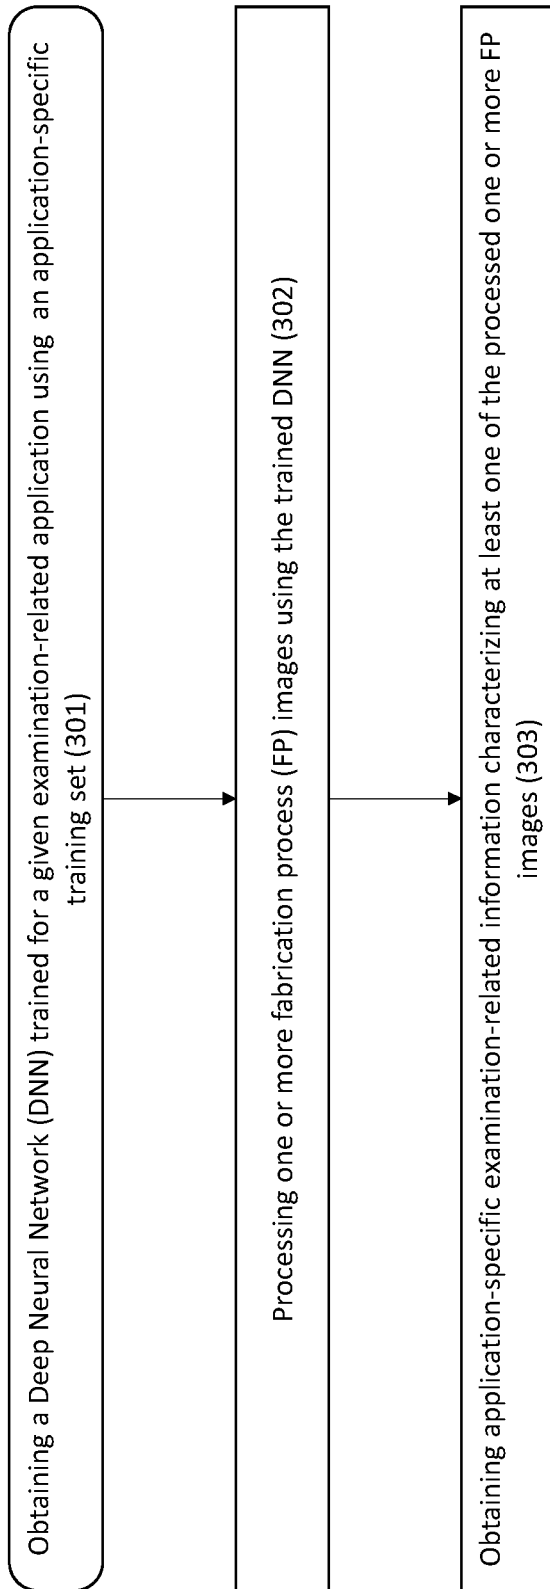 Obtaining a Deep Neural Network (DNN) trained for a given examination-related application using an application-specific
training set (301)
Processing one or more fabrication process (FP) images using the trained DNN (302)
Obtaining application-specific examination-related information characterizing at least one of the processed one or more FP
images (303)